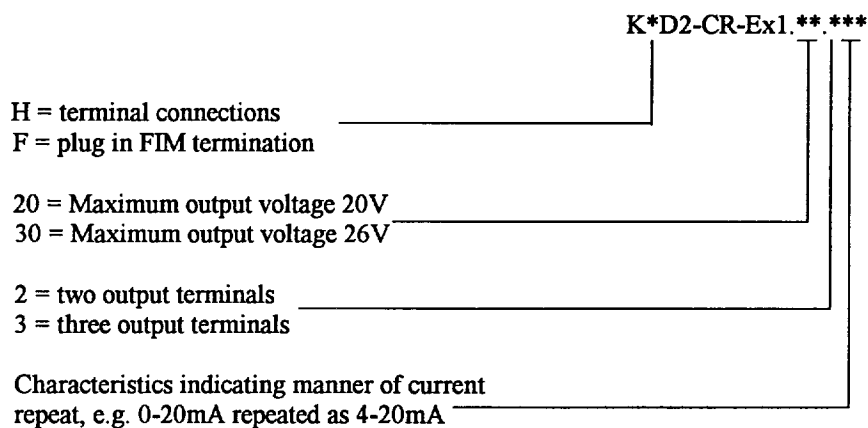 K*D2-CR-Ex1.**.***
H = terminal connections
F = plug in FIM termination
20 = Maximum output voltage 20V
30 = Maximum output voltage 26V
2 = two output terminals
3 = three output terminals
Characteristics indicating manner of current
repeat, e.g. 0-20mA repeated as 4-20mA